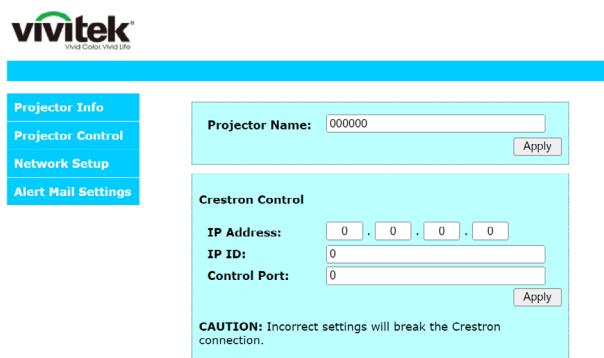 vivitek
Vivid Color, Vivid Life
Projector Info
Projector Control
Network Setup
Alert Mail Settings
Projector Name: 000000
Apply
Crestron Control
IP Address: 0 . 0 . 0 . 0
IP ID: 0
Control Port: 0
Apply
CAUTION: Incorrect settings will break the Crestron
connection.